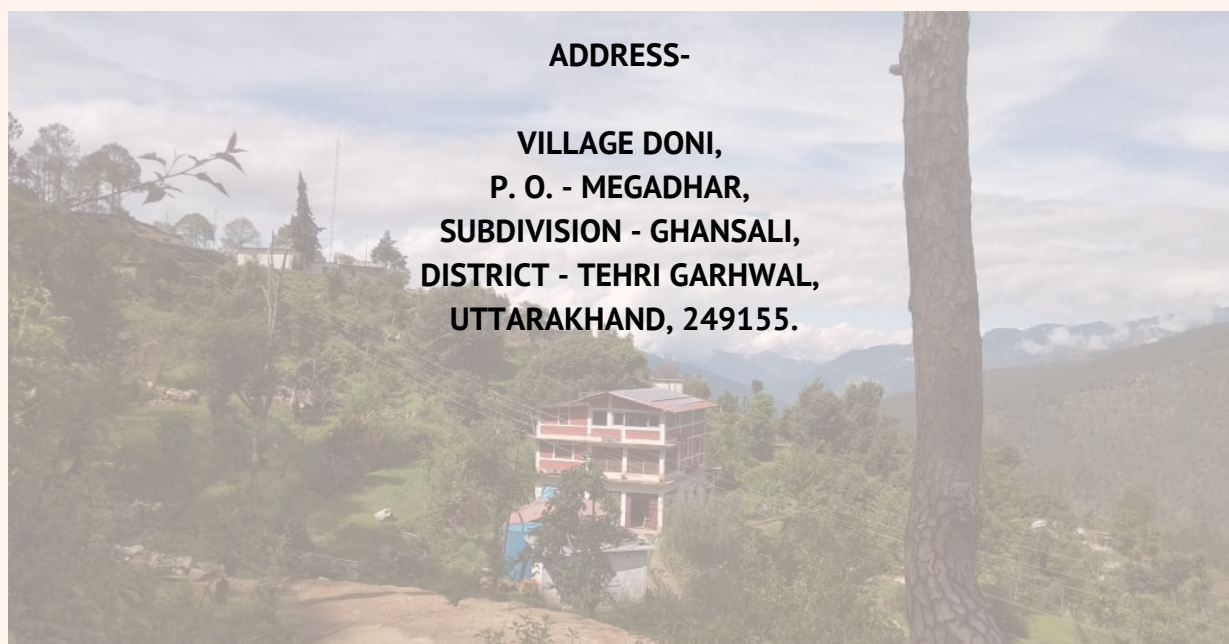 ADDRESS-
VILLAGE DONI,
P. O. - MEGADHAR,
SUBDIVISION - GHANSALI,
DISTRICT - TEHRI GARHWAL,
UTTARAKHAND, 249155.